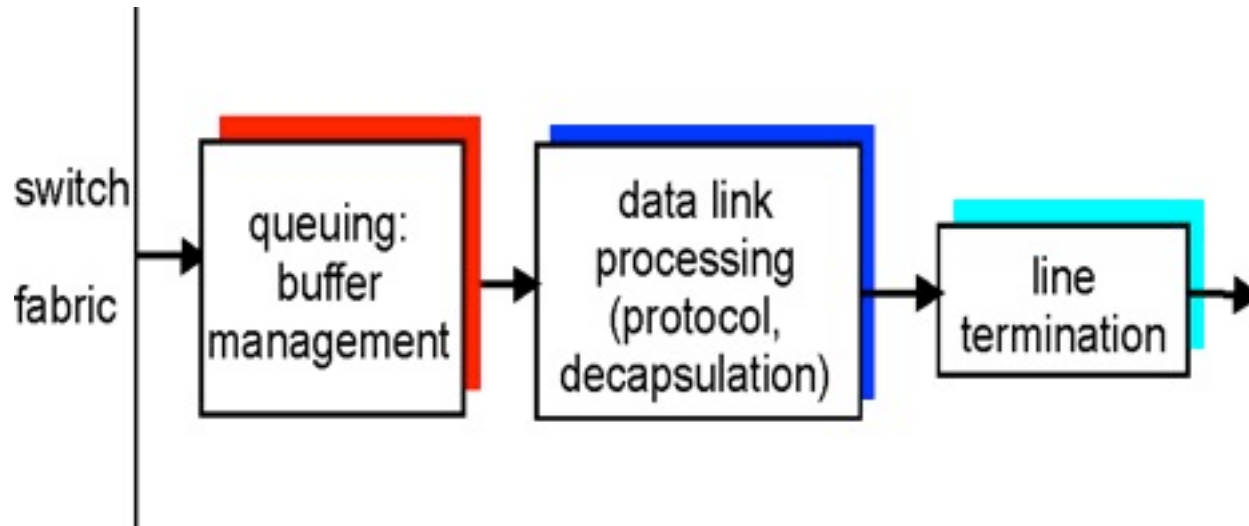 switch
fabric
queuing:
buffer
management
data link
processing
(protocol,
decapsulation)
line
termination